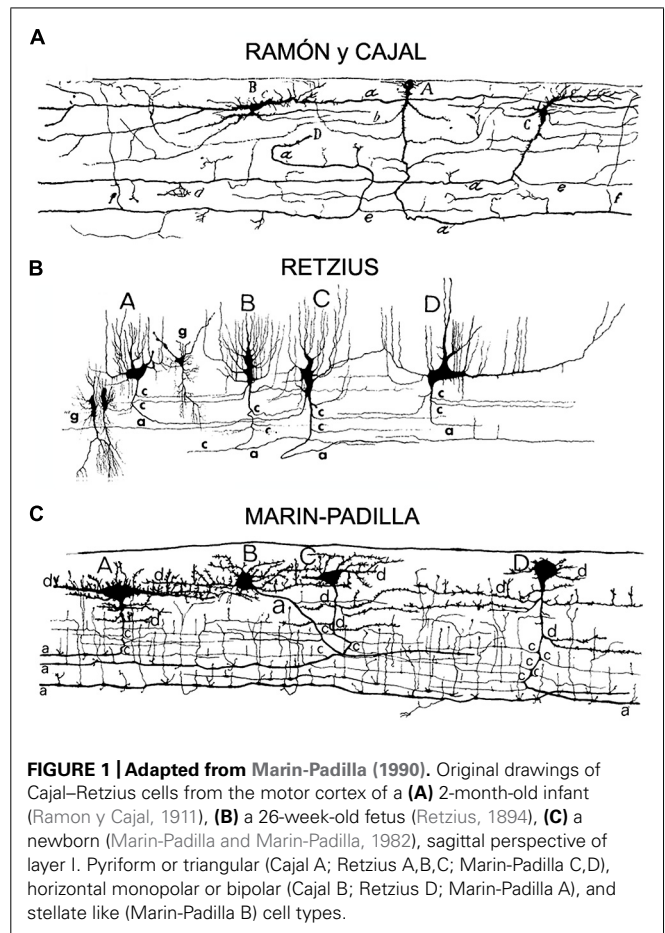 A
RAMÓN y CAJAL
B a A
b C
D
a
f d a e f
e a
B
RETZIUS
A B C D
g
c c c c
g c c c c
a c a
c a a
C
MARIN-PADILLA
A B C D
d d d d
d
a d d
d d d
c c c c
a c c c
a c
a a
FIGURE 1 | Adapted from Marin-Padilla (1990). Original drawings of
Cajal–Retzius cells from the motor cortex of a (A) 2-month-old infant
(Ramon y Cajal, 1911), (B) a 26-week-old fetus (Retzius, 1894), (C) a
newborn (Marin-Padilla and Marin-Padilla, 1982), sagittal perspective of
layer I. Pyriform or triangular (Cajal A; Retzius A,B,C; Marin-Padilla C,D),
horizontal monopolar or bipolar (Cajal B; Retzius D; Marin-Padilla A), and
stellate like (Marin-Padilla B) cell types.